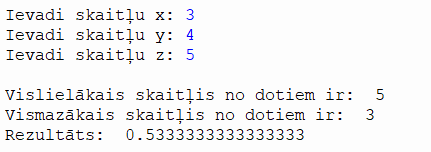 Ievadi skaitļu x: 3
Ievadi skaitļu y: 4
Ievadi skaitļu z: 5
Vislielākais skaitļis no dotiem ir:  5
Vismazākais skaitļis no dotiem ir:  3
Rezultāts:  0.5333333333333333